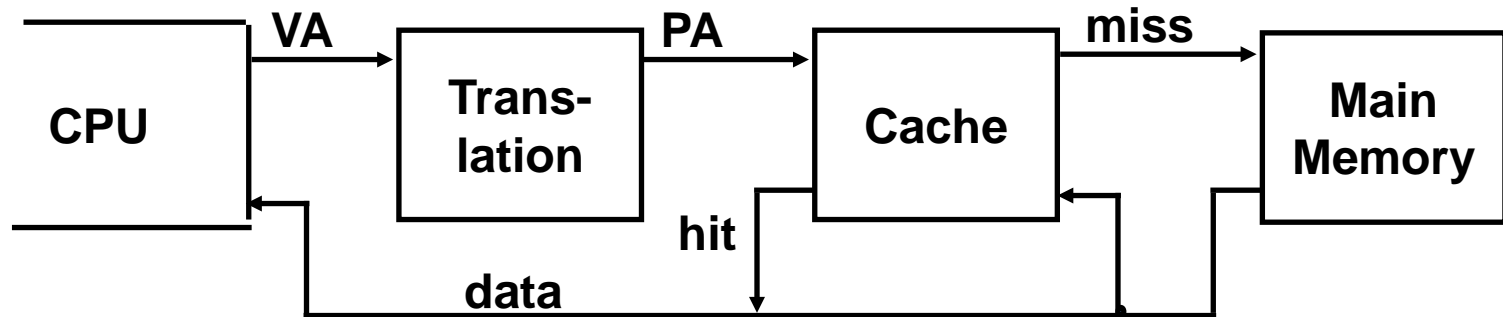 VA
PA
miss
CPU
Trans-
lation
Cache
Main
Memory
hit
data